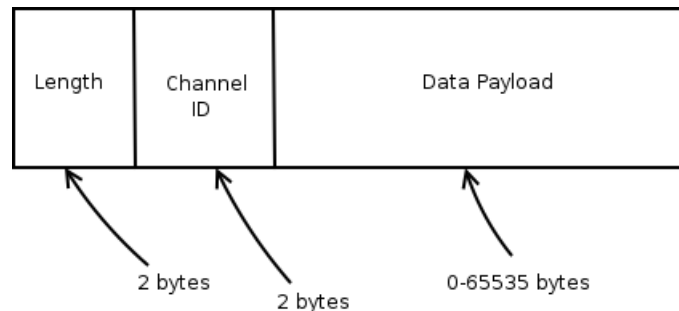 Length
Channel
ID
Data Payload
2 bytes
2 bytes
0-65535 bytes